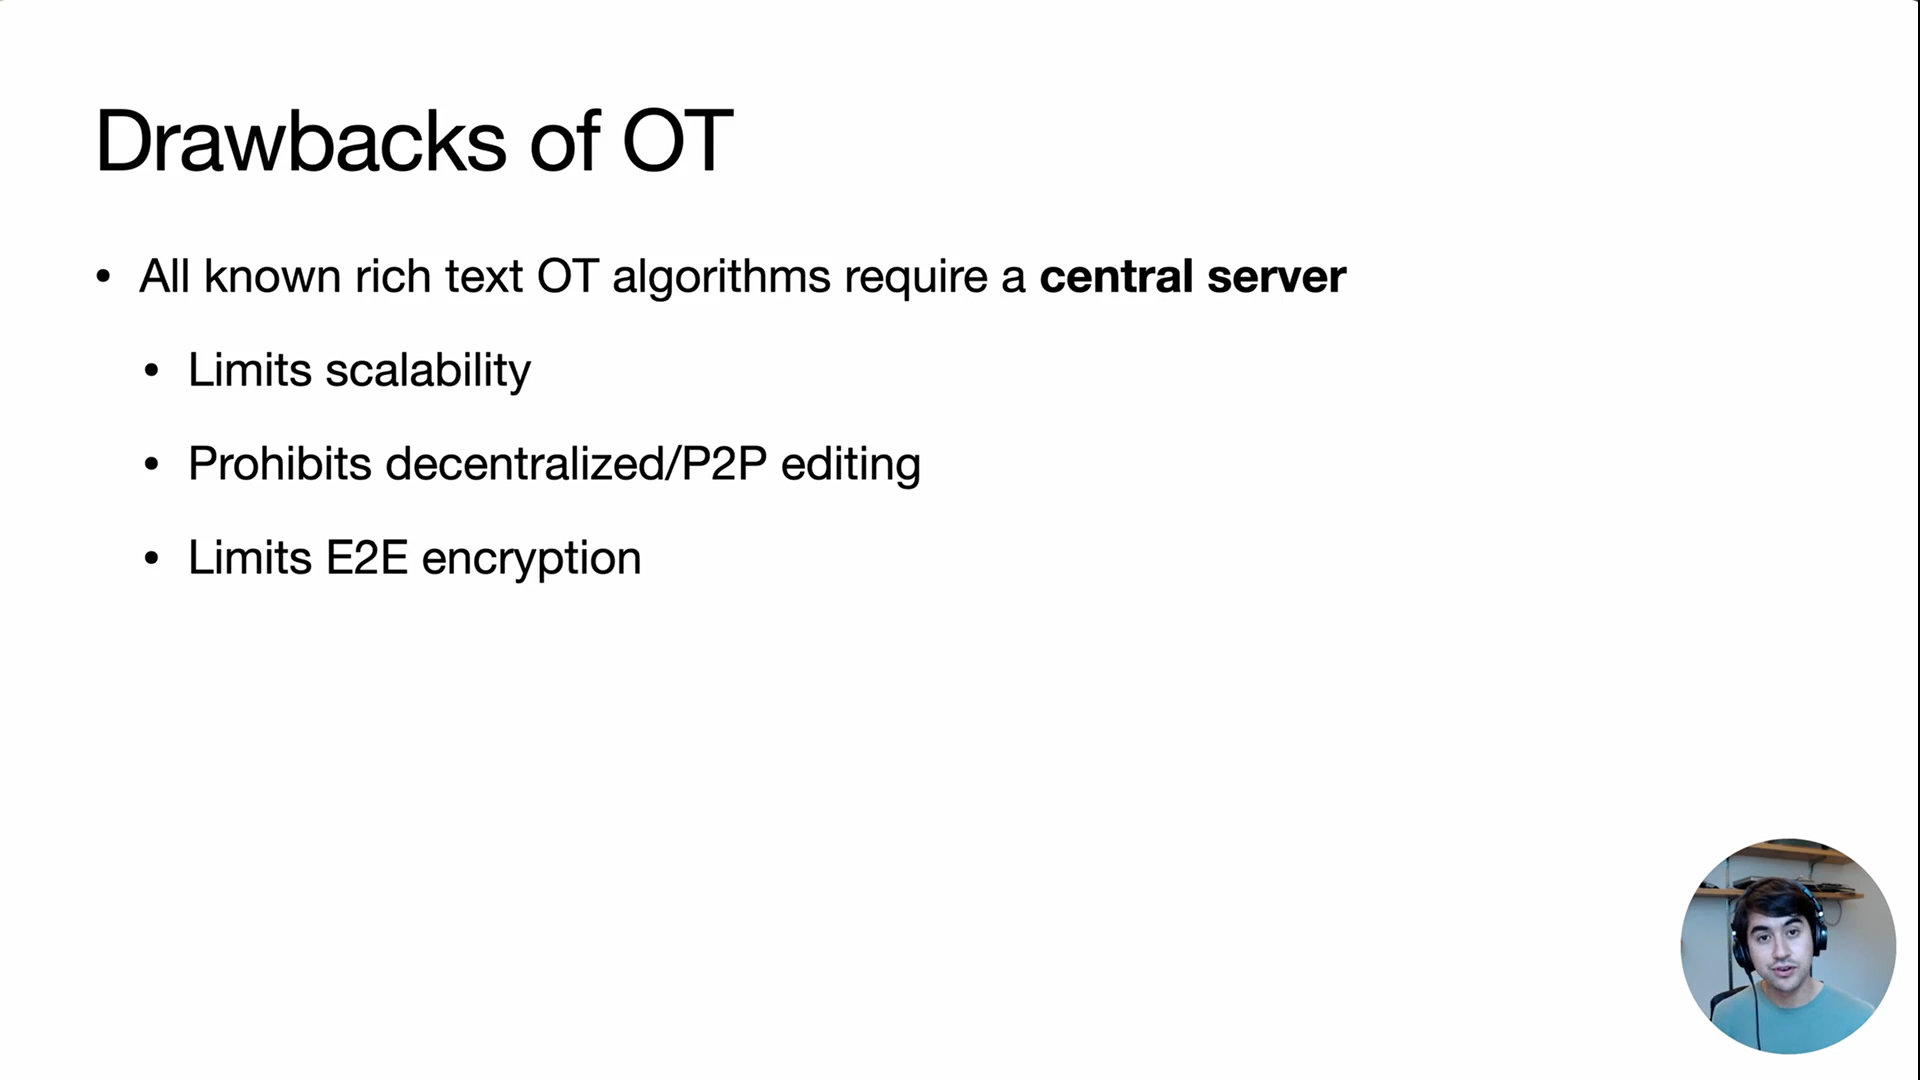 Drawbacks of OT
• All known rich text OT algorithms require a central server
• Limits scalability
• Prohibits decentralized/P2P editing
• Limits E2E encryption